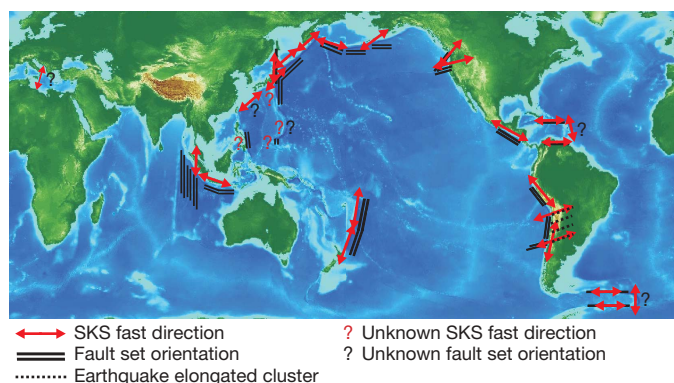 ?
?
?
?
? ?
? ?
?
?
SKS fast direction
? Unknown SKS fast direction
Fault set orientation
? Unknown fault set orientation
Earthquake elongated cluster